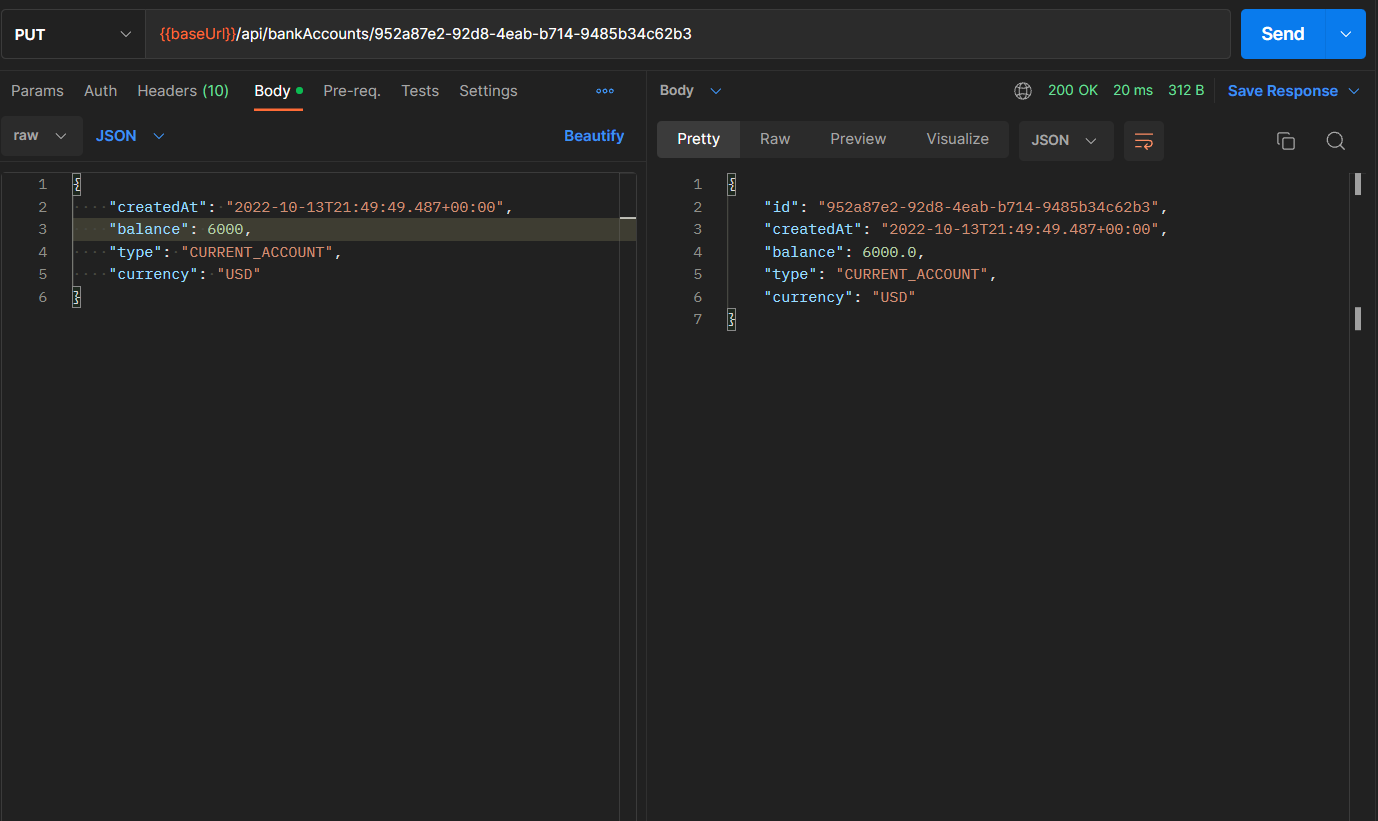 PUT {{baseUrl}}/api/bankAccounts/952a87e2-92d8-4eab-b714-9485b34c62b3 Send
Params Auth Headers (10) Body Pre-req. Tests Settings
raw JSON Beautify
1 {
2 "createdAt": "2022-10-13T21:49:49.487+00:00",
3 "balance": 6000,
4 "type": "CURRENT_ACCOUNT",
5 "currency": "USD"
6 }
Body 200 OK 20 ms 312 B Save Response
Pretty Raw Preview Visualize JSON
1 {
2 "id": "952a87e2-92d8-4eab-b714-9485b34c62b3",
3 "createdAt": "2022-10-13T21:49:49.487+00:00",
4 "balance": 6000.0,
5 "type": "CURRENT_ACCOUNT",
6 "currency": "USD"
7 }